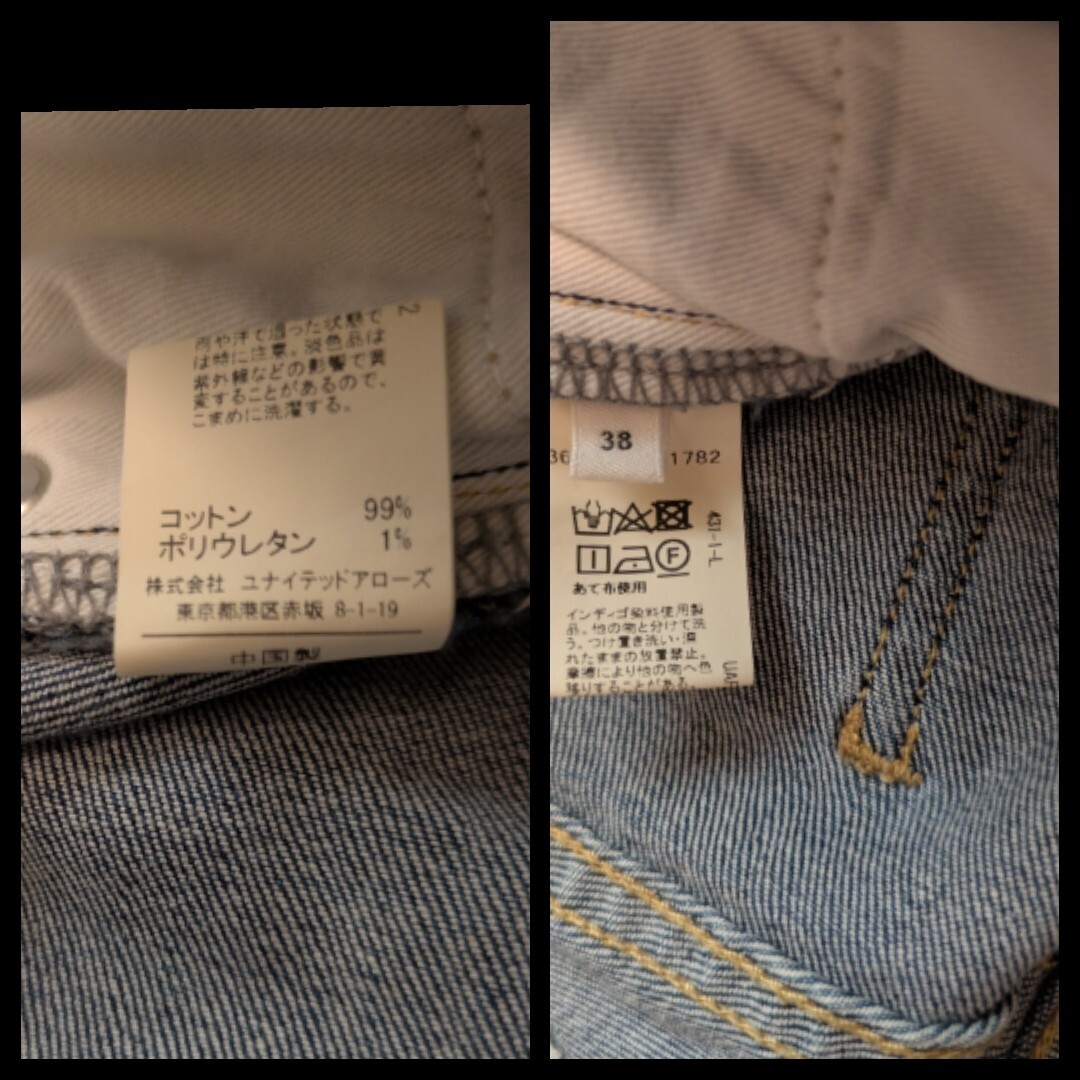 2
雨や汗で湿った状態で
は特に注意。淡色品は
紫外線などの影響で黄
変することがあるので、
こまめに洗濯する。
コットン 99%
ポリウレタン 1%
株式会社 ユナイテッドアローズ
東京都港区赤坂 8-1-19
中国製
38
36 1782
F
431-1-L
あて布使用
インディゴ染料使用製
品。他の物と分けて洗
う。つけ置き洗い・濡
れたままの放置禁止。
摩擦により他の物へ色
移りすることがある。